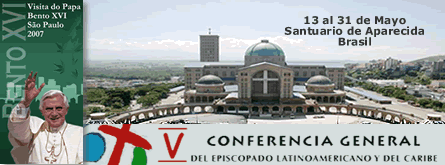 BENTO XVI
Visita do Papa
Bento XVI
São Paulo
2007
13 al 31 de Mayo
Santuario de Aparecida
Brasil
V CONFERENCIA GENERAL
DEL EPISCOPADO LATINOAMERICANO Y DEL CARIBE